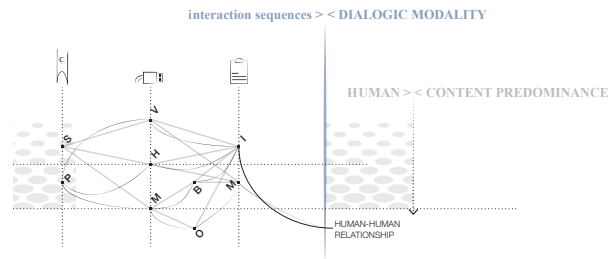 interaction sequences > < DIALOGIC MODALITY
HUMAN > < CONTENT PREDOMINANCE
C
V
S
I
H
P
B
M
M
O
HUMAN-HUMAN
RELATIONSHIP